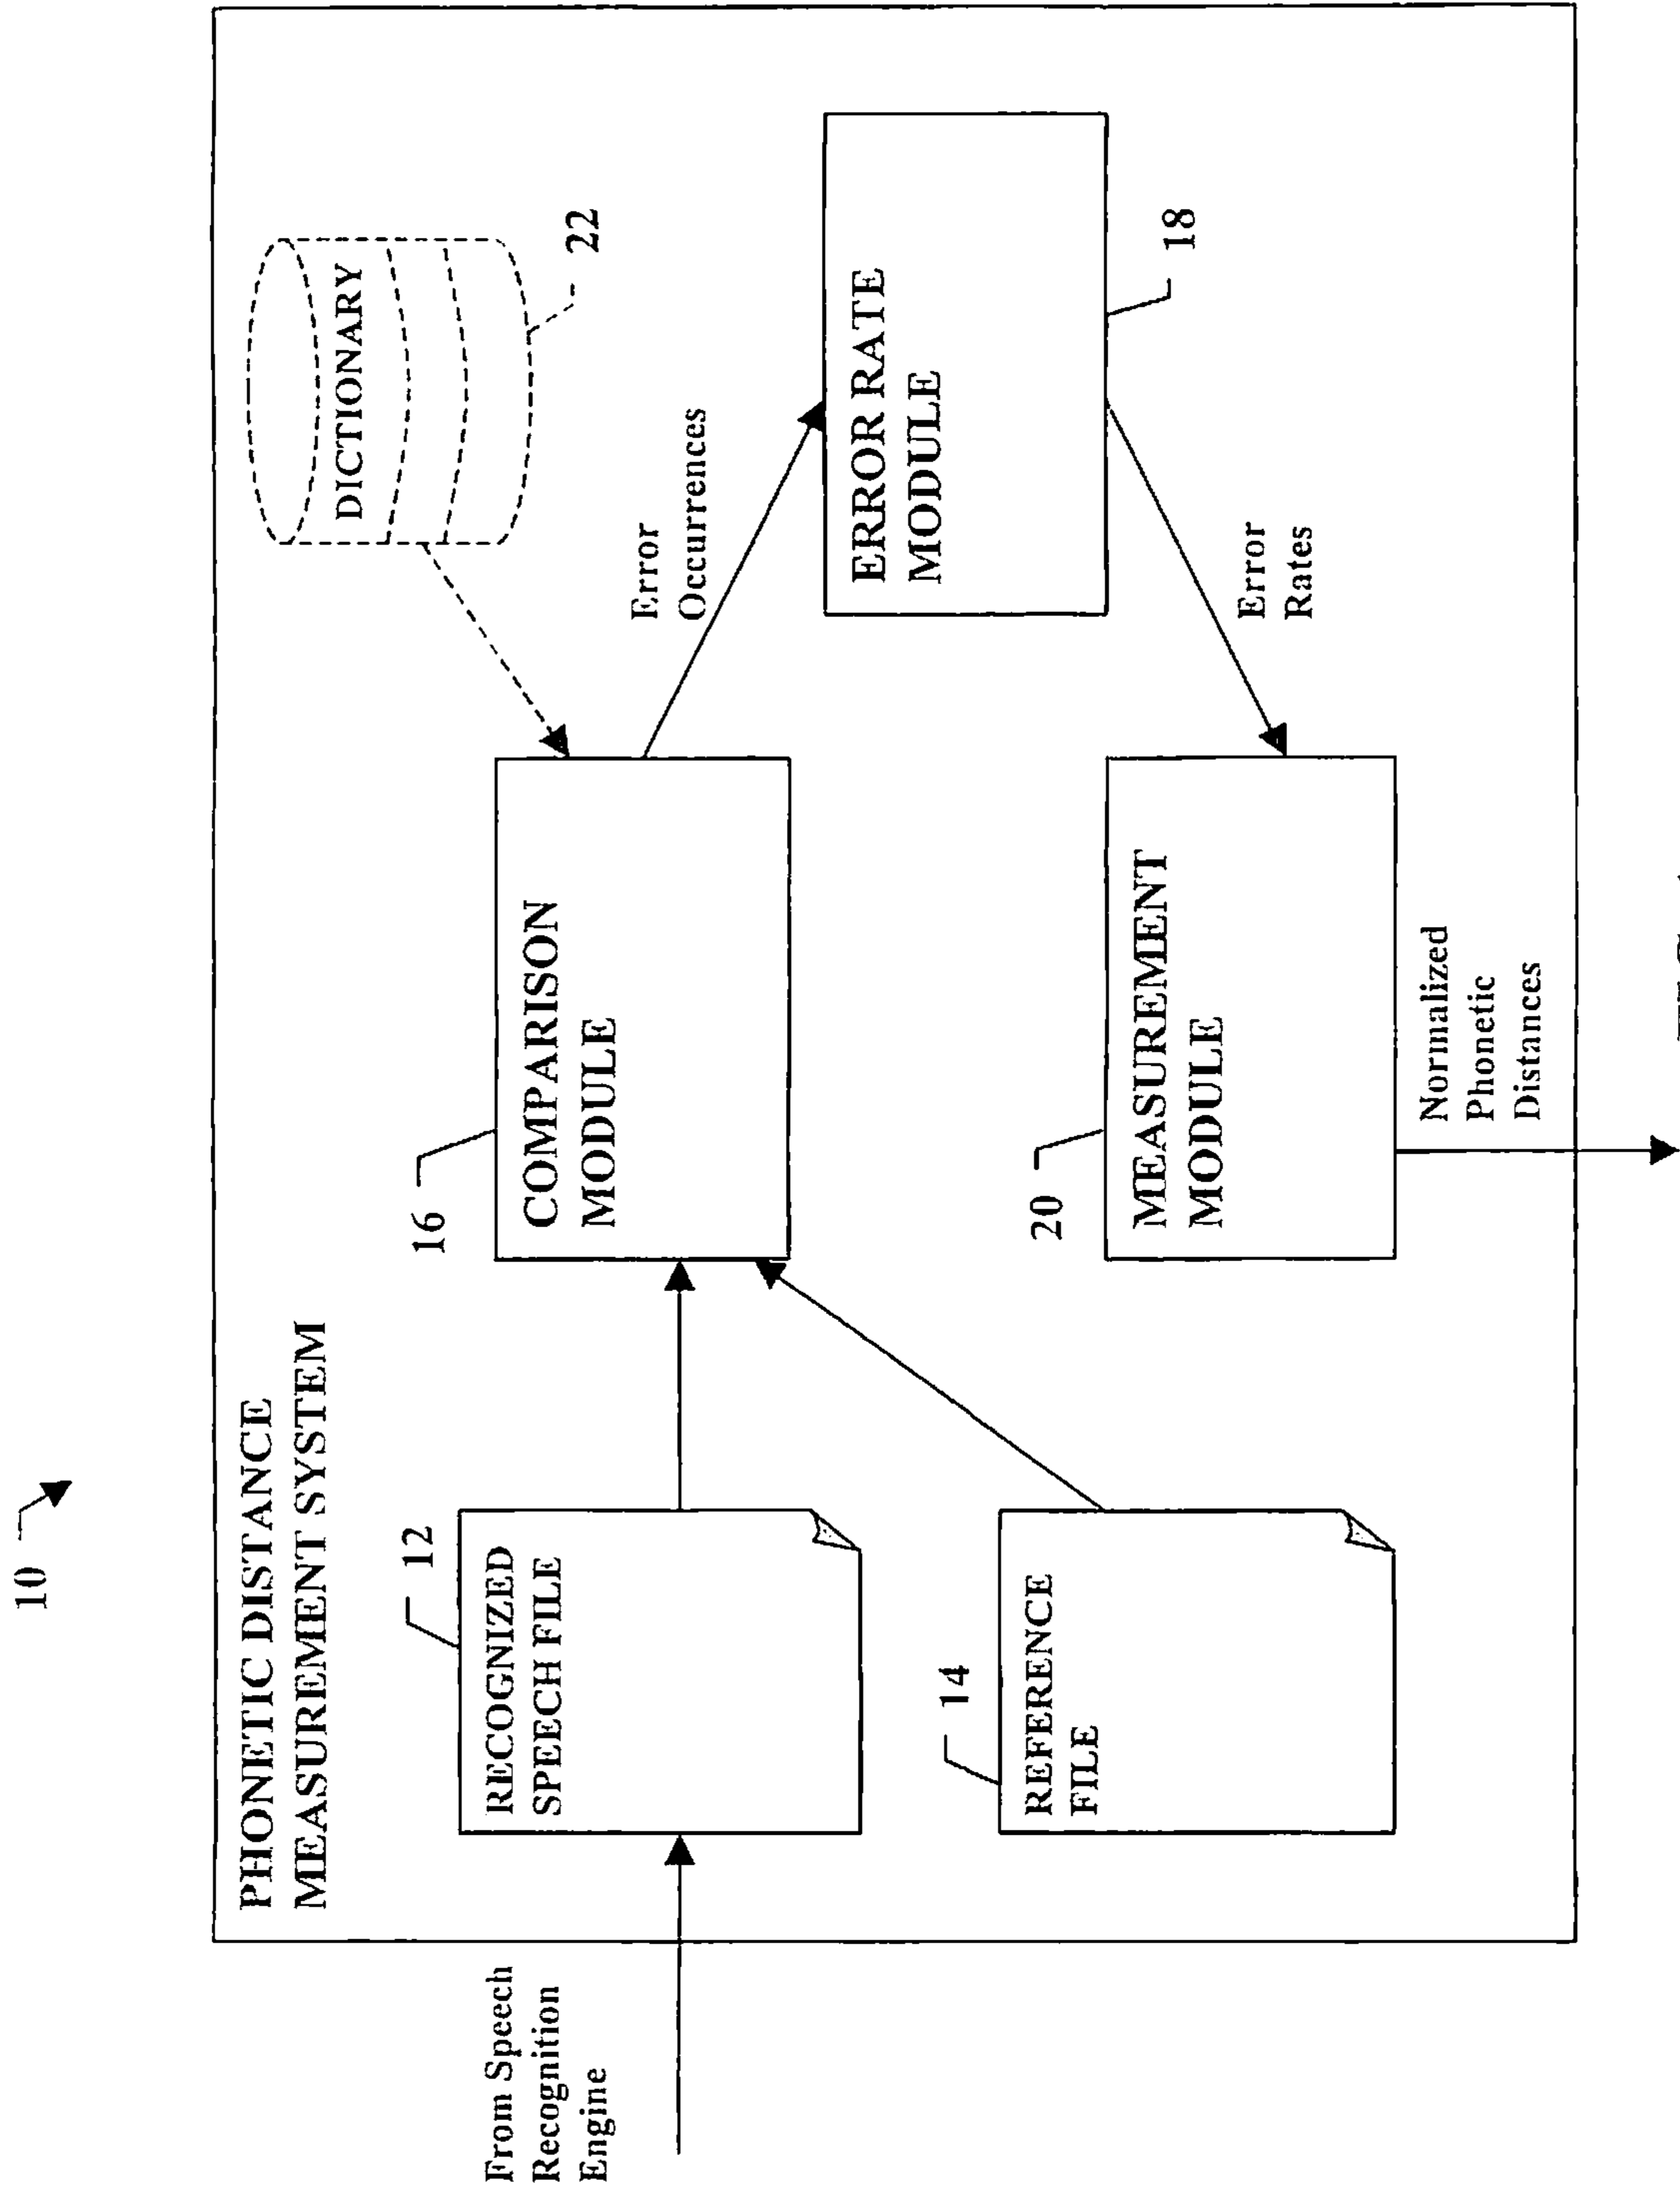 10
PHONETIC DISTANCE
MEASUREMENT SYSTEM
From Speech
Recognition
Engine
12
RECOGNIZED
SPEECH FILE
14
REFERENCE
FILE
16
COMPARISON
MODULE
DICTIONARY
22
Error
Occurrences
ERROR RATE
MODULE
18
Error
Rates
20
MEASUREMENT
MODULE
Normalized
Phonetic
Distances